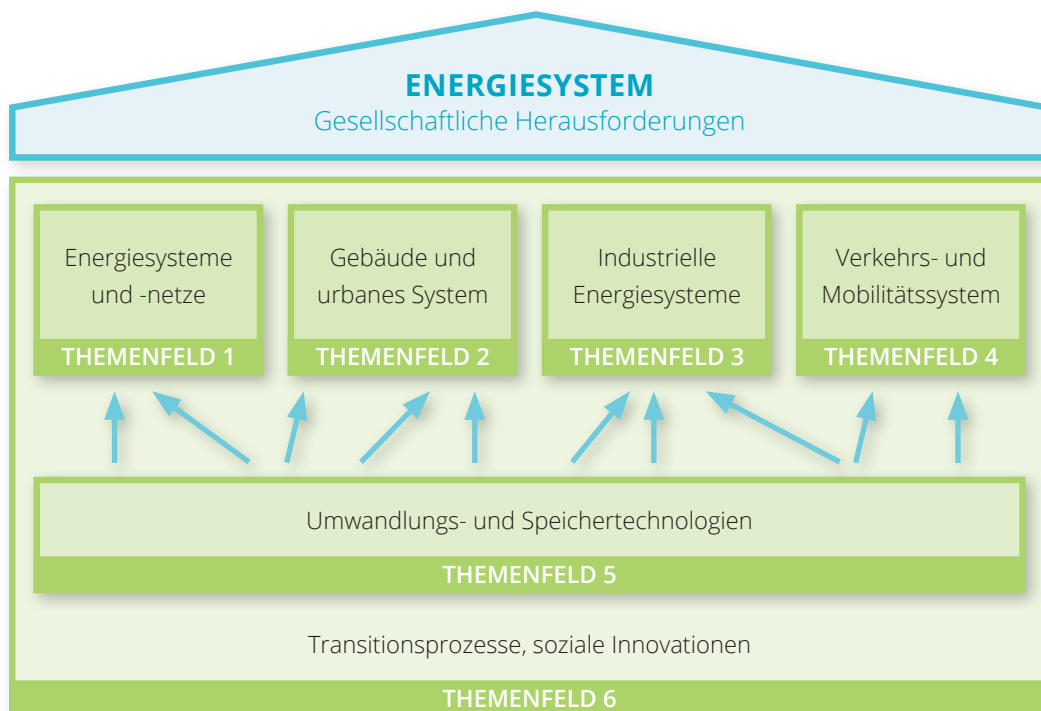 ENERGIESYSTEM
Gesellschaftliche Herausforderungen
Energiesysteme
und -netze
THEMENFELD 1
Gebäude und
urbanes System
THEMENFELD 2
Industrielle
Energiesysteme
THEMENFELD 3
Verkehrs- und
Mobilitätssystem
THEMENFELD 4
Umwandlungs- und Speichertechnologien
THEMENFELD 5
Transitionsprozesse, soziale Innovationen
THEMENFELD 6